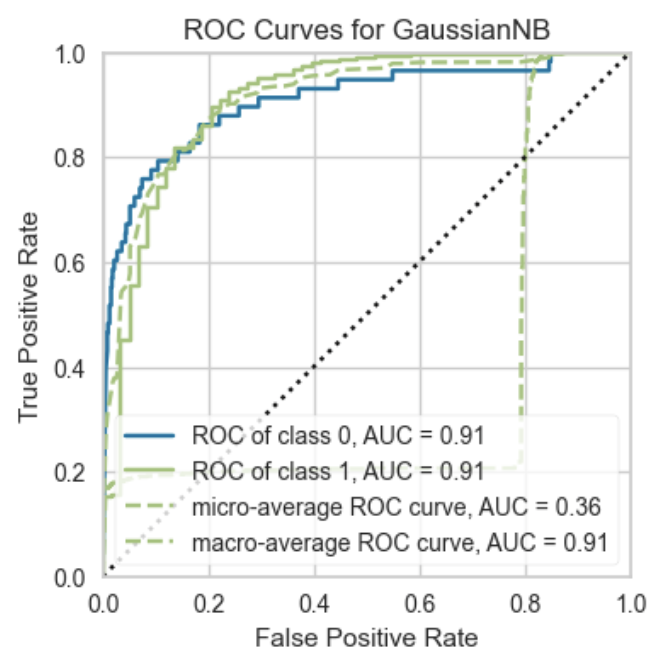 ROC Curves for GaussianNB
1.0
0.8
0.6
0.4
0.2
0.0
True Positive Rate
ROC of class 0, AUC = 0.91
ROC of class 1, AUC = 0.91
micro-average ROC curve, AUC = 0.36
macro-average ROC curve, AUC = 0.91
0.0 0.2 0.4 0.6 0.8 1.0
False Positive Rate